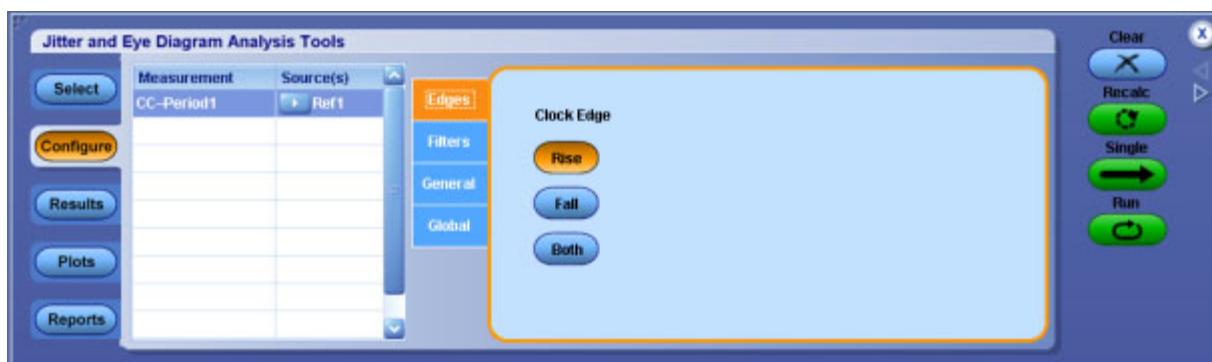 Jitter and Eye Diagram Analysis Tools
Select
Configure
Results
Plots
Reports
Measurement Source(s)
CC-Period1 Ref1
Edges
Filters
General
Global
Clock Edge
Rise
Fall
Both
Clear
X
Recalc
Single
Run